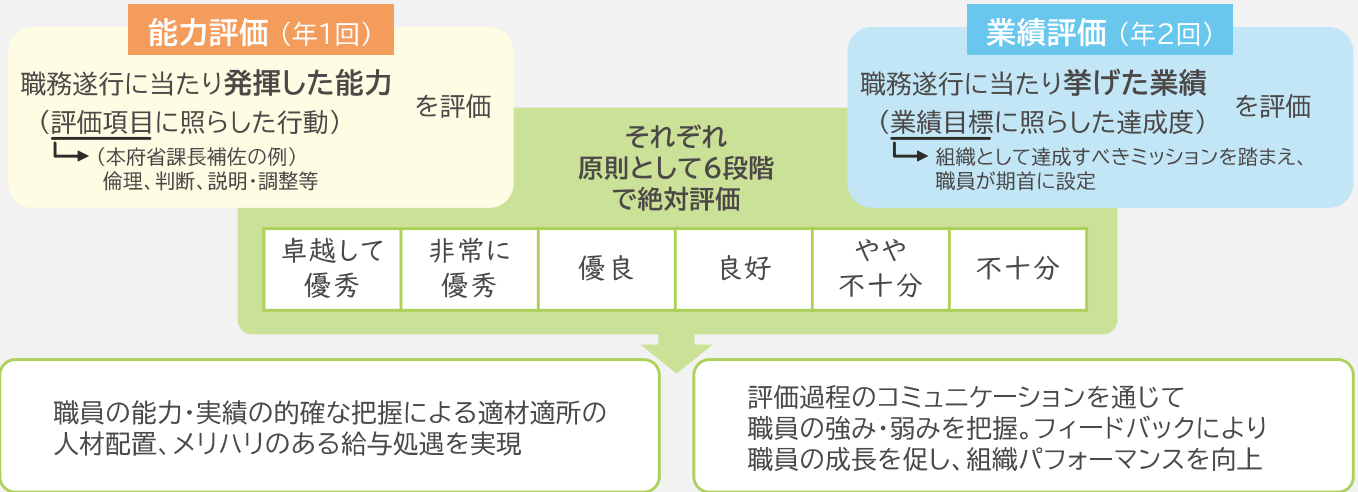 能力評価（年1回）
職務遂行に当たり発揮した能力
（評価項目に照らした行動）
を評価
（本府省課長補佐の例）
倫理、判断、説明・調整等
業績評価（年2回）
職務遂行に当たり挙げた業績
（業績目標に照らした達成度）
を評価
組織として達成すべきミッションを踏まえ、
職員が期首に設定
それぞれ
原則として6段階
で絶対評価
卓越して
優秀
非常に
優秀
優良
良好
やや
不十分
不十分
職員の能力・実績の的確な把握による適材適所の
人材配置、メリハリのある給与処遇を実現
評価過程のコミュニケーションを通じて
職員の強み・弱みを把握。フィードバックにより
職員の成長を促し、組織パフォーマンスを向上